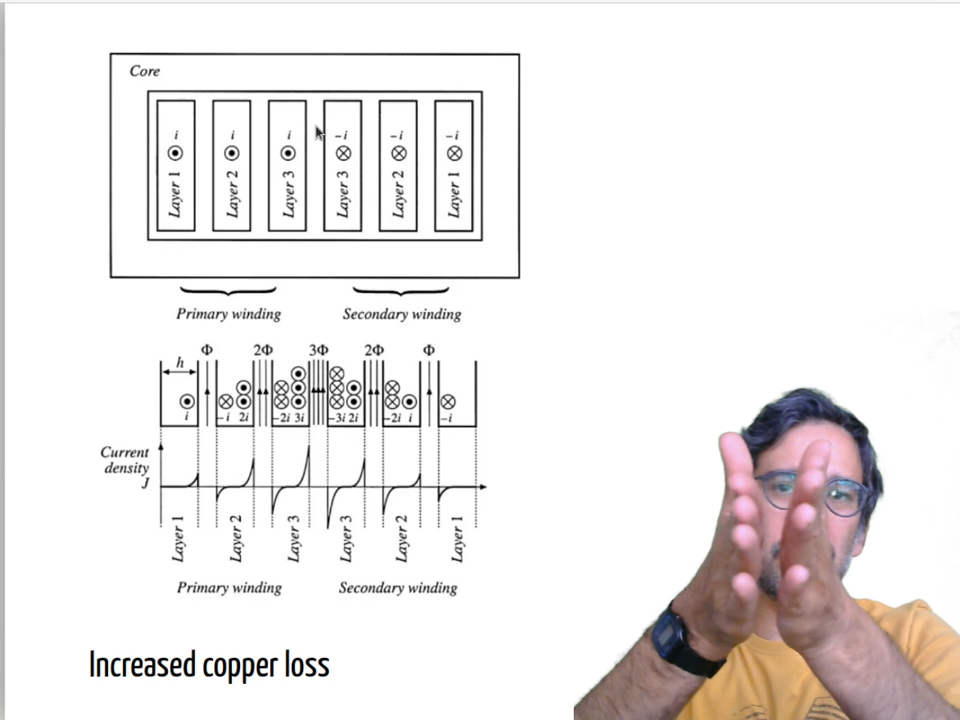 Core
i i i -i -i -i
Layer 1 Layer 2 Layer 3 Layer 3 Layer 2 Layer 1
Primary winding Secondary winding
Φ 2Φ 3Φ 2Φ Φ
h
i -i 2i -2i 3i -3i 2i -2i i -i
Current
density
J
Layer 1 Layer 2 Layer 3 Layer 3 Layer 2 Layer 1
Primary winding Secondary winding
Increased copper loss